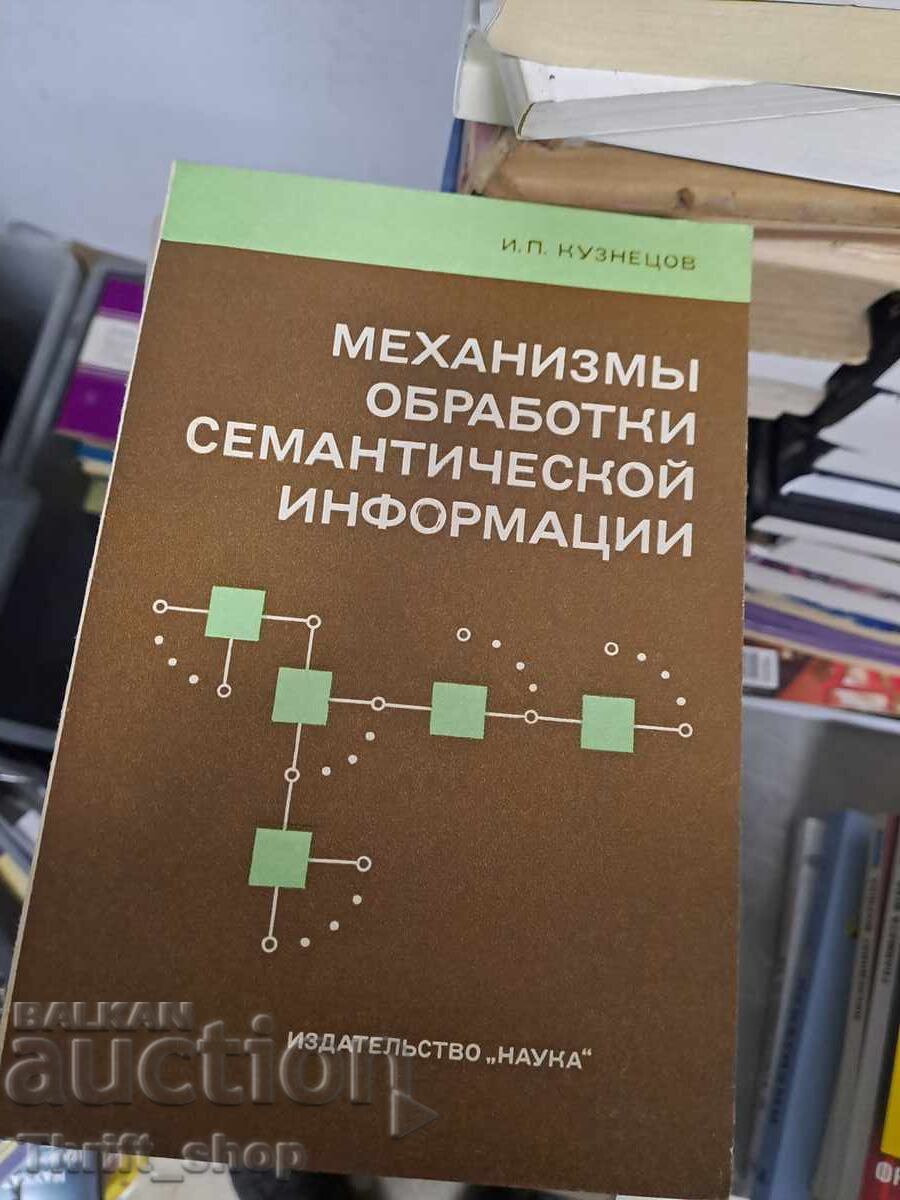 И.П. КУЗНЕЦОВ
МЕХАНИЗМЫ
ОБРАБОТКИ
СЕМАНТИЧЕСКОЙ
ИНФОРМАЦИИ
ИЗДАТЕЛЬСТВО „НАУКА“
BALKAN
auction
Thrift_shop